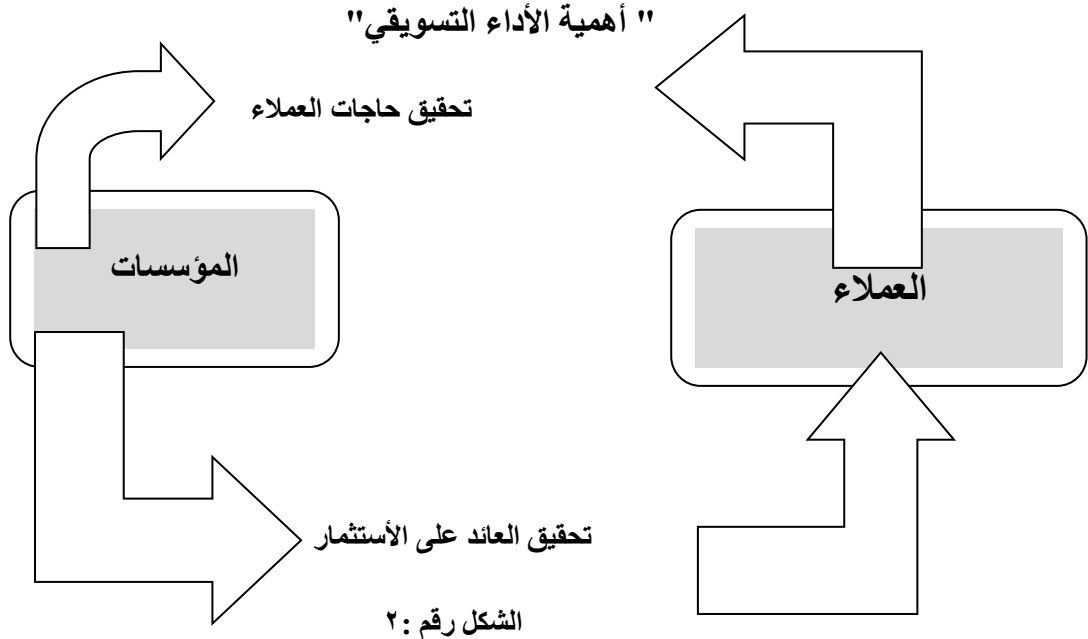 " أهمية الأداء التسويقي"
تحقيق حاجات العملاء
المؤسسات
العملاء
تحقيق العائد على الأستثمار
الشكل رقم :٢